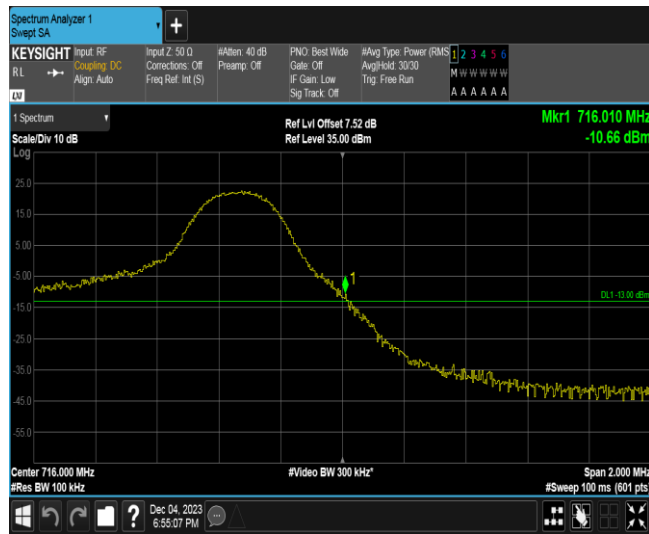 Spectrum Analyzer 1
Swept SA
KEYSIGHT
RL
LXI
Input: RF
Coupling: DC
Align: Auto
Input Z: 50 Ω
Corrections: Off
Freq Ref: Int (S)
#Atten: 40 dB
Preamp: Off
PNO: Best Wide
Gate: Off
IF Gain: Low
Sig Track: Off
#Avg Type: Power (RMS
Avg|Hold: 30/30
Trig: Free Run
1 2 3 4 5 6
M W W W W W
A A A A A A
1 Spectrum
Scale/Div 10 dB
Log
Ref Lvl Offset 7.52 dB
Ref Level 35.00 dBm
Mkr1 716.010 MHz
-10.66 dBm
25.0
15.0
5.00
-5.00
-15.0
-25.0
-35.0
-45.0
-55.0
1
DL1 -13.00 dBm
Center 716.000 MHz
#Res BW 100 kHz
#Video BW 300 kHz*
Span 2.000 MHz
#Sweep 100 ms (601 pts)
?
Dec 04, 2023
6:55:07 PM